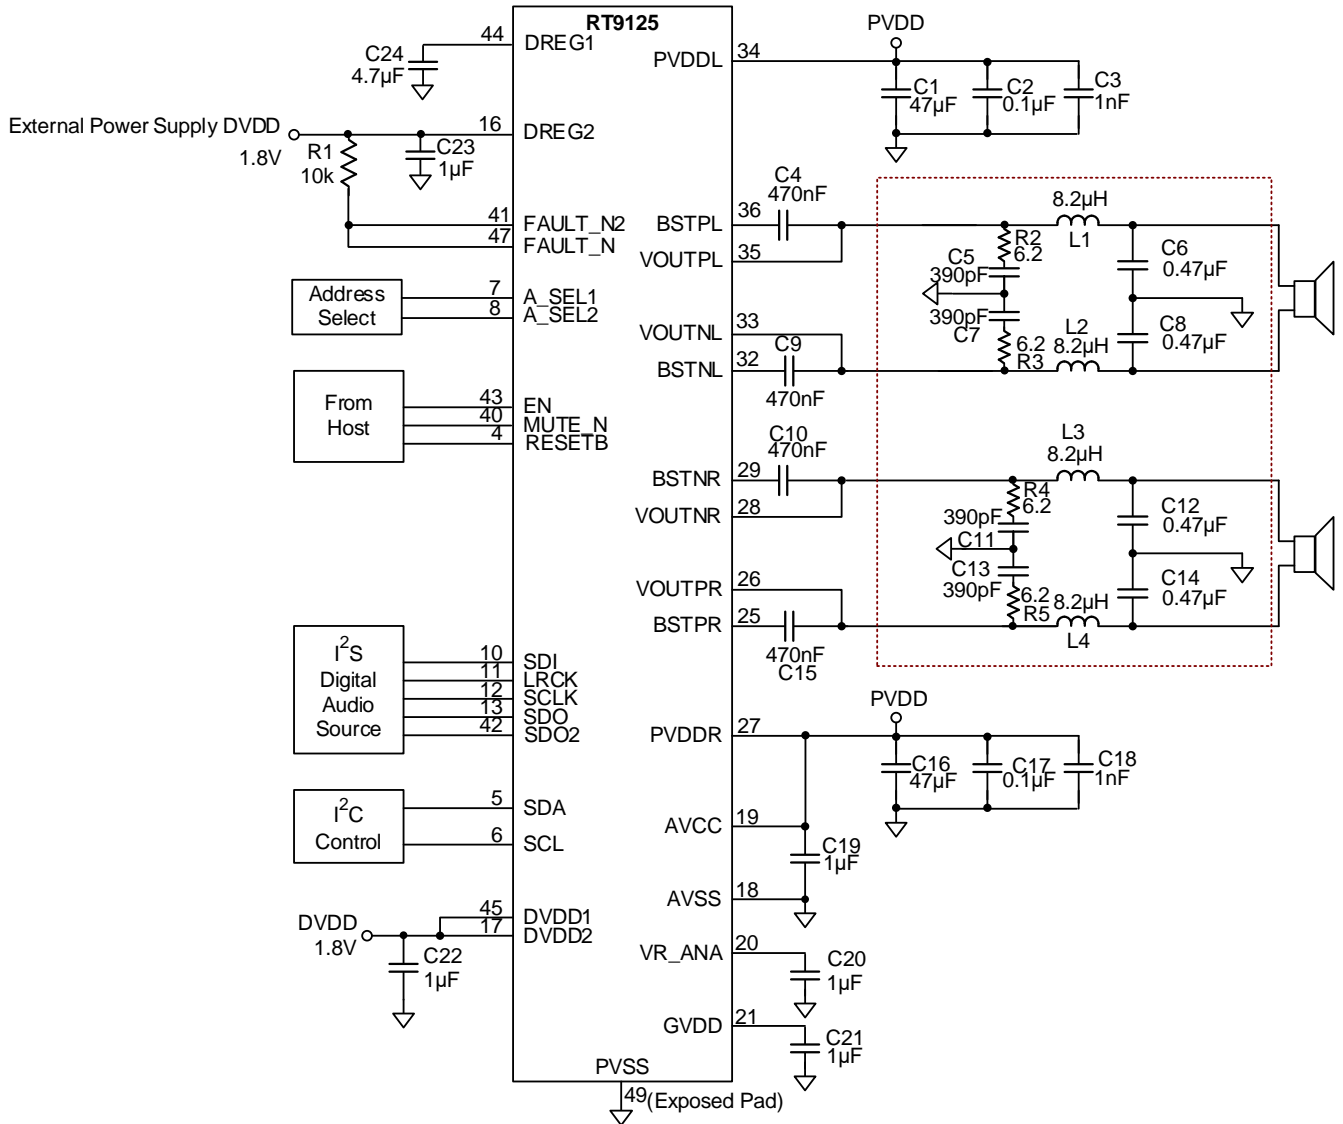 RT9125
44
DREG1
C24
4.7µF
External Power Supply DVDD
1.8V
16
DREG2
R1
10k
C23
1µF
41
FAULT_N2
47
FAULT_N
Address
Select
7
A_SEL1
8
A_SEL2
From
Host
43
EN
40
MUTE_N
4
RESETB
I²S
Digital
Audio
Source
10
SDI
11
LRCK
12
SCLK
13
SDO
42
SDO2
I²C
Control
5
SDA
6
SCL
DVDD
1.8V
45
DVDD1
17
DVDD2
C22
1µF
PVSS
49 (Exposed Pad)
PVDD
PVDDL
34
C1
47µF
C2
0.1µF
C3
1nF
C4
470nF
BSTPL
36
VOUTPL
35
VOUTNL
33
BSTNL
32
C9
470nF
R2
6.2
C5
390pF
390pF
C7
6.2
R3
8.2µH
L1
L2
8.2µH
C6
0.47µF
C8
0.47µF
C10
470nF
BSTNR
29
VOUTNR
28
VOUTPR
26
BSTPR
25
470nF
C15
R4
6.2
390pF
C11
C13
390pF
6.2
R5
L3
8.2µH
8.2µH
L4
C12
0.47µF
C14
0.47µF
PVDD
PVDDR
27
C16
47µF
C17
0.1µF
C18
1nF
AVCC
19
C19
1µF
AVSS
18
VR_ANA
20
C20
1µF
GVDD
21
C21
1µF